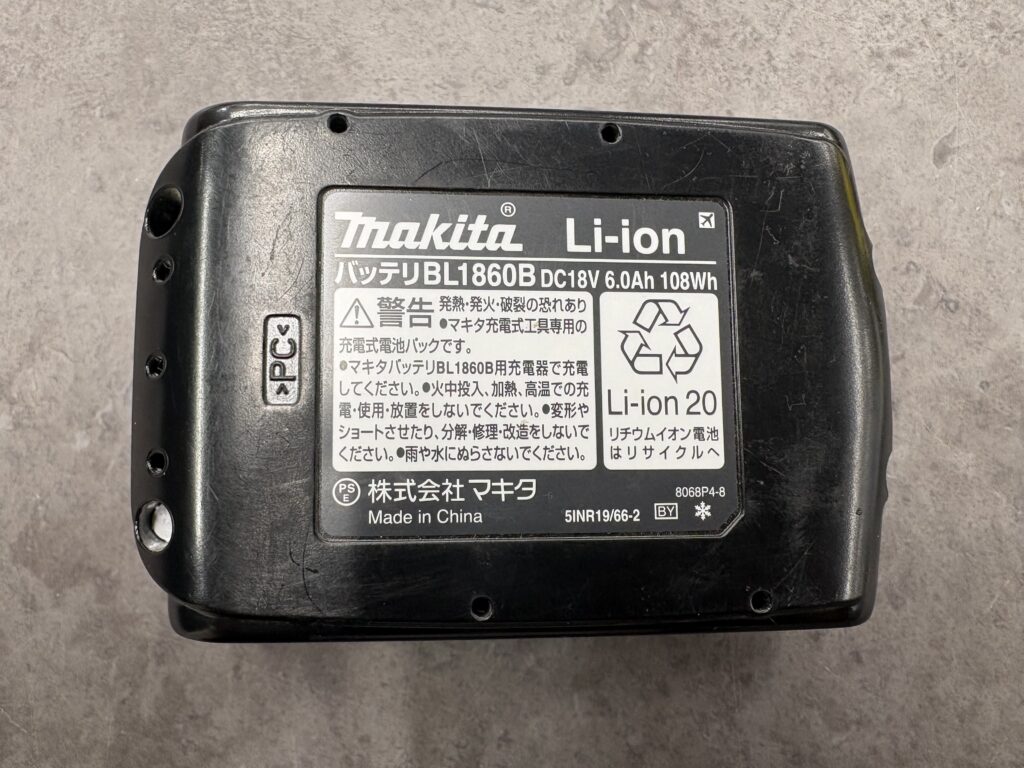 makita® Li-ion
バッテリBL1860B DC18V 6.0Ah 108Wh
警告 発熱・発火・破裂の恐れあり
●マキタ充電式工具専用の
充電式電池パックです。
●マキタバッテリBL1860B用充電器で充電
してください。●火中投入、加熱、高温での充
電・使用・放置をしないでください。●変形や
ショートさせたり、分解・修理・改造をしないで
ください。●雨や水にぬらさないでください。
Li-ion 20
リチウムイオン電池
はリサイクルへ
PS
E
株式会社マキタ
Made in China
8068P4-8
5INR19/66-2 BY
>PC<